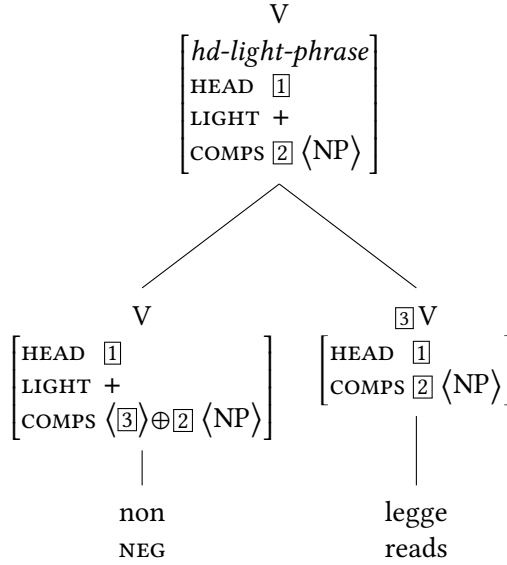 V
hd-light-phrase
HEAD 1
LIGHT +
COMPS 2 ⟨NP⟩
V
HEAD 1
LIGHT +
COMPS ⟨3⟩⊕2 ⟨NP⟩
3 V
HEAD 1
COMPS 2 ⟨NP⟩
non
NEG
legge
reads